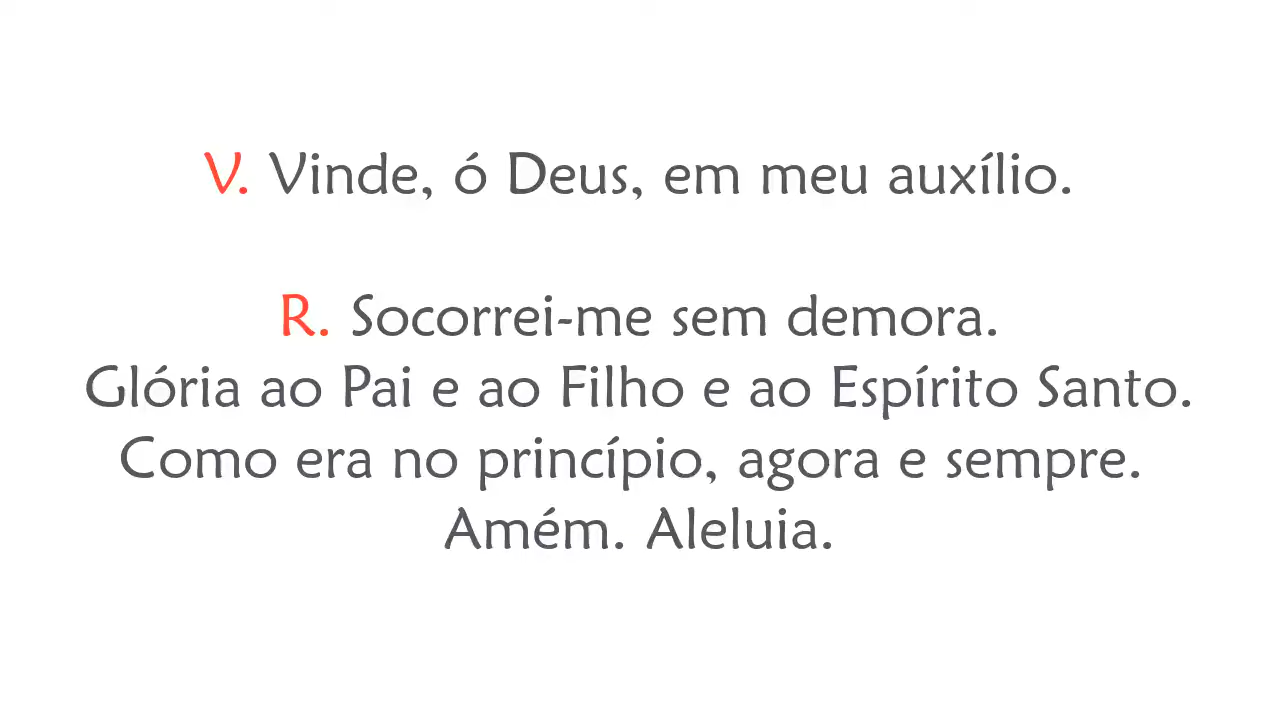 V. Vinde, ó Deus, em meu auxílio.
R. Socorrei-me sem demora.
Glória ao Pai e ao Filho e ao Espírito Santo.
Como era no princípio, agora e sempre.
Amém. Aleluia.